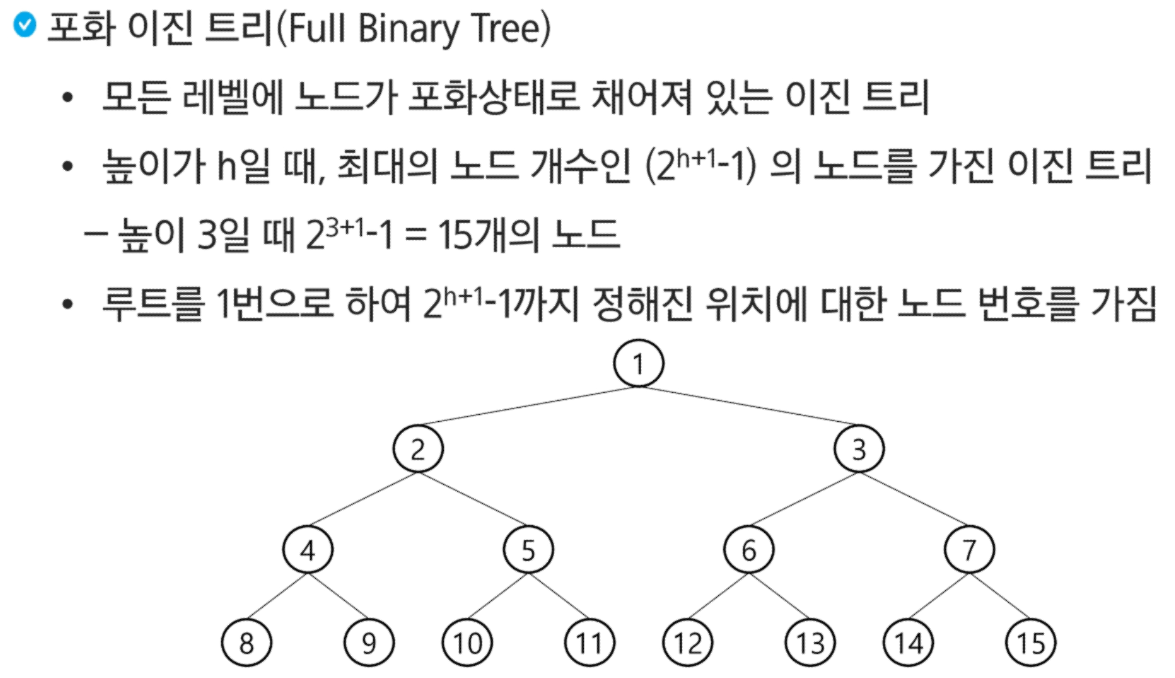 포화 이진 트리(Full Binary Tree)
• 모든 레벨에 노드가 포화상태로 채어져 있는 이진 트리
• 높이가 h일 때, 최대의 노드 개수인 (2ʰ⁺¹-1) 의 노드를 가진 이진 트리
– 높이 3일 때 2³⁺¹-1 = 15개의 노드
• 루트를 1번으로 하여 2ʰ⁺¹-1까지 정해진 위치에 대한 노드 번호를 가짐
1
2 3
4 5 6 7
8 9 10 11 12 13 14 15